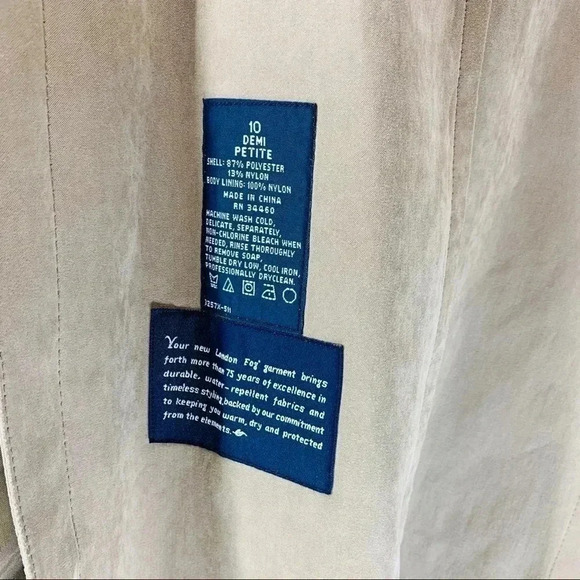 10
DEMI
PETITE
SHELL: 87% POLYESTER
13% NYLON
BODY LINING: 100% NYLON
MADE IN CHINA
RN 34460
MACHINE WASH COLD,
DELICATE, SEPARATELY,
NON-CHLORINE BLEACH WHEN
NEEDED, RINSE THOROUGHLY
TO REMOVE SOAP,
TUMBLE DRY LOW, COOL IRON,
PROFESSIONALLY DRYCLEAN.
Your new London Fog® garment brings
forth more than 75 years of excellence in
durable, water-repellent fabrics and
timeless styling, backed by our commitment
to keeping you warm, dry and protected
from the elements.